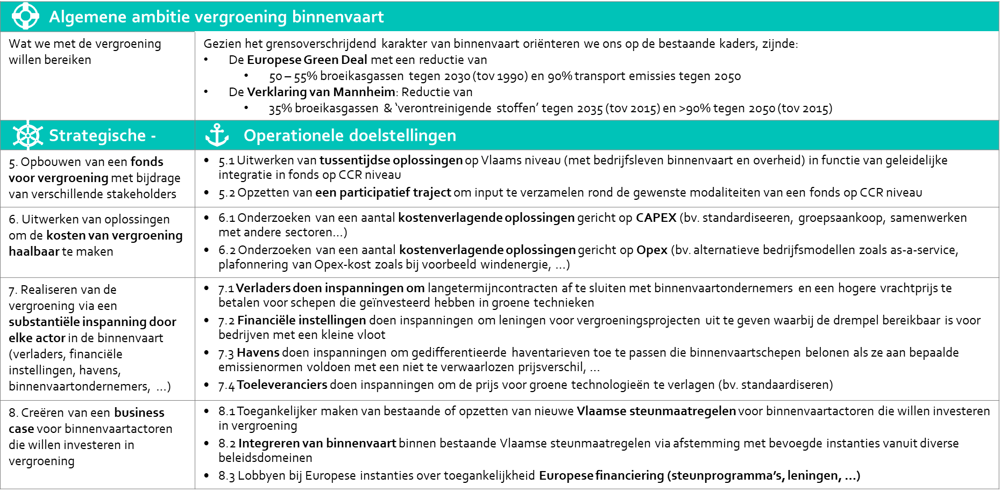 Algemene ambitie vergroening binnenvaart
Wat we met de vergroening
willen bereiken
Gezien het grensoverschrijdend karakter van binnenvaart oriënteren we ons op de bestaande kaders, zijnde:
• De Europese Green Deal met een reductie van
• 50 – 55% broeikasgassen tegen 2030 (tov 1990) en 90% transport emissies tegen 2050
• De Verklaring van Mannheim: Reductie van
• 35% broeikasgassen & ‘verontreinigende stoffen’ tegen 2035 (tov 2015) en >90% tegen 2050 (tov 2015)
Strategische -
Operationele doelstellingen
5. Opbouwen van een fonds
voor vergroening met bijdrage
van verschillende stakeholders
• 5.1 Uitwerken van tussentijdse oplossingen op Vlaams niveau (met bedrijfsleven binnenvaart en overheid) in functie van geleidelijke
integratie in fonds op CCR niveau
• 5.2 Opzetten van een participatief traject om input te verzamelen rond de gewenste modaliteiten van een fonds op CCR niveau
6. Uitwerken van oplossingen
om de kosten van vergroening
haalbaar te maken
• 6.1 Onderzoeken van een aantal kostenverlagende oplossingen gericht op CAPEX (bv. standardiseeren, groepsaankoop, samenwerken
met andere sectoren...)
• 6.2 Onderzoeken van een aantal kostenverlagende oplossingen gericht op Opex (bv. alternatieve bedrijfsmodellen zoals as-a-service,
plafonnering van Opex-kost zoals bij voorbeeld windenergie, ...)
7. Realiseren van de
vergroening via een
substantiële inspanning door
elke actor in de binnenvaart
(verladers, financiële
instellingen, havens,
binnenvaartondernemers, ...)
• 7.1 Verladers doen inspanningen om langetermijncontracten af te sluiten met binnenvaartondernemers en een hogere vrachtprijs te
betalen voor schepen die geïnvesteerd hebben in groene technieken
• 7.2 Financiële instellingen doen inspanningen om leningen voor vergroeningsprojecten uit te geven waarbij de drempel bereikbaar is voor
bedrijven met een kleine vloot
• 7.3 Havens doen inspanningen om gedifferentieerde haventarieven toe te passen die binnenvaartschepen belonen als ze aan bepaalde
emissienormen voldoen met een niet te verwaarlozen prijsverschil, ...
• 7.4 Toeleveranciers doen inspanningen om de prijs voor groene technologieën te verlagen (bv. standaardiseren)
8. Creëren van een business
case voor binnenvaartactoren
die willen investeren in
vergroening
• 8.1 Toegankelijker maken van bestaande of opzetten van nieuwe Vlaamse steunmaatregelen voor binnenvaartactoren die willen investeren
in vergroening
• 8.2 Integreren van binnenvaart binnen bestaande Vlaamse steunmaatregelen via afstemming met bevoegde instanties vanuit diverse
beleidsdomeinen
• 8.3 Lobbyen bij Europese instanties over toegankelijkheid Europese financiering (steunprogramma’s, leningen, ...)